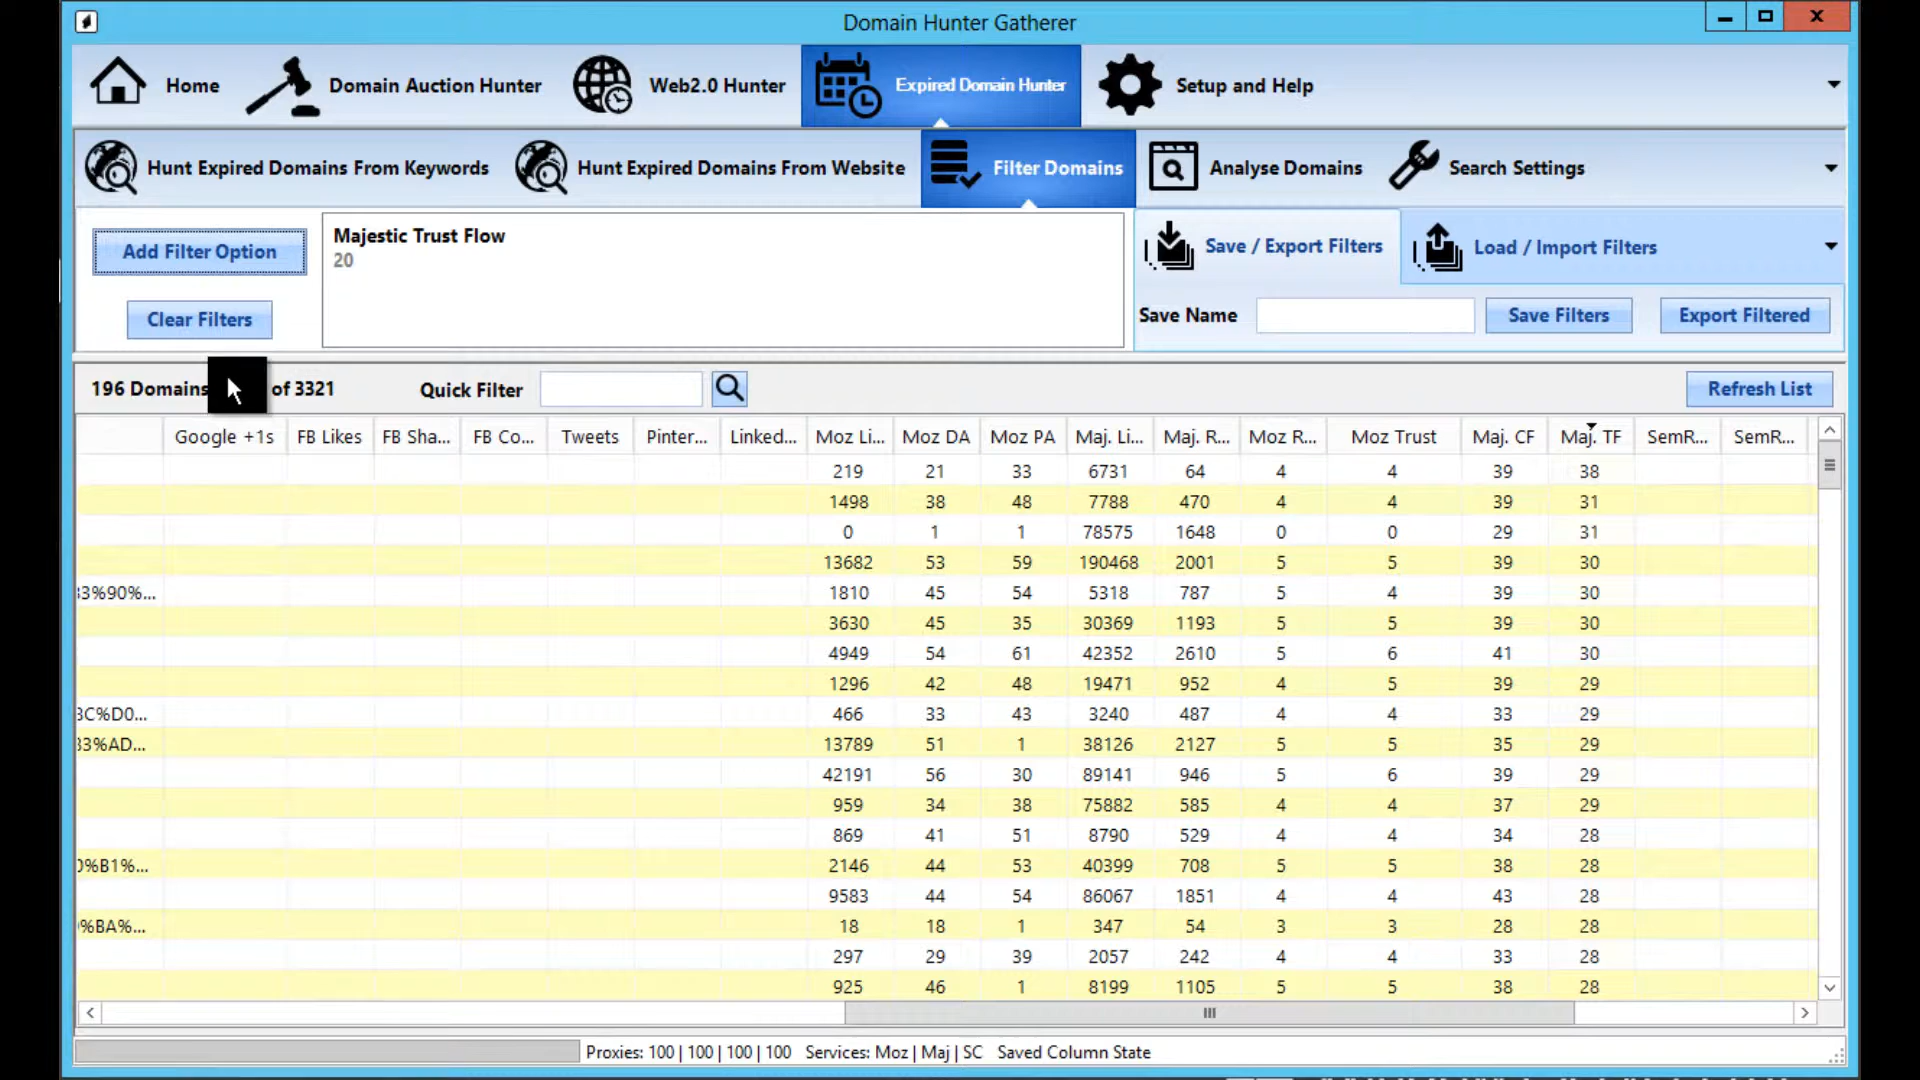 Domain Hunter Gatherer
Home Domain Auction Hunter Web2.0 Hunter Expired Domain Hunter Setup and Help
Hunt Expired Domains From Keywords Hunt Expired Domains From Website Filter Domains Analyse Domains Search Settings
Add Filter Option
Clear Filters
Majestic Trust Flow
20
Save / Export Filters Load / Import Filters
Save Name Save Filters Export Filtered
196 Domains of 3321 Quick Filter Refresh List
Google +1s FB Likes FB Sha... FB Co... Tweets Pinter... Linked... Moz Li... Moz DA Moz PA Maj. Li... Maj. R... Moz R... Moz Trust Maj. CF Maj. TF SemR... SemR...
219 21 33 6731 64 4 4 39 38
1498 38 48 7788 470 4 4 39 31
0 1 1 78575 1648 0 0 29 31
13682 53 59 190468 2001 5 5 39 30
33%90%... 1810 45 54 5318 787 5 4 39 30
3630 45 35 30369 1193 5 5 39 30
4949 54 61 42352 2610 5 6 41 30
1296 42 48 19471 952 4 5 39 29
3C%D0... 466 33 43 3240 487 4 4 33 29
33%AD... 13789 51 1 38126 2127 5 5 35 29
42191 56 30 89141 946 5 6 39 29
959 34 38 75882 585 4 4 37 29
869 41 51 8790 529 4 4 34 28
0%B1%... 2146 44 53 40399 708 5 5 38 28
9583 44 54 86067 1851 4 4 43 28
%BA%... 18 18 1 347 54 3 3 28 28
297 29 39 2057 242 4 4 33 28
925 46 1 8199 1105 5 5 38 28
Proxies: 100 | 100 | 100 | 100 Services: Moz | Maj | SC Saved Column State